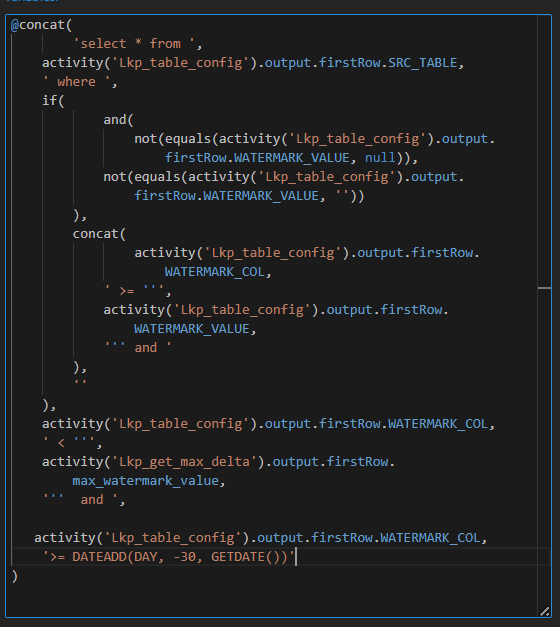 @concat(
'select * from ',
activity('Lkp_table_config').output.firstRow.SRC_TABLE,
' where ',
if(
and(
not(equals(activity('Lkp_table_config').output.
firstRow.WATERMARK_VALUE, null)),
not(equals(activity('Lkp_table_config').output.
firstRow.WATERMARK_VALUE, ''))
),
concat(
activity('Lkp_table_config').output.firstRow.
WATERMARK_COL,
' >= ''',
activity('Lkp_table_config').output.firstRow.
WATERMARK_VALUE,
''' and '
),
''
),
activity('Lkp_table_config').output.firstRow.WATERMARK_COL,
' < ''',
activity('Lkp_get_max_delta').output.firstRow.
max_watermark_value,
'''  and ',
activity('Lkp_table_config').output.firstRow.WATERMARK_COL,
'>= DATEADD(DAY, -30, GETDATE())'
)